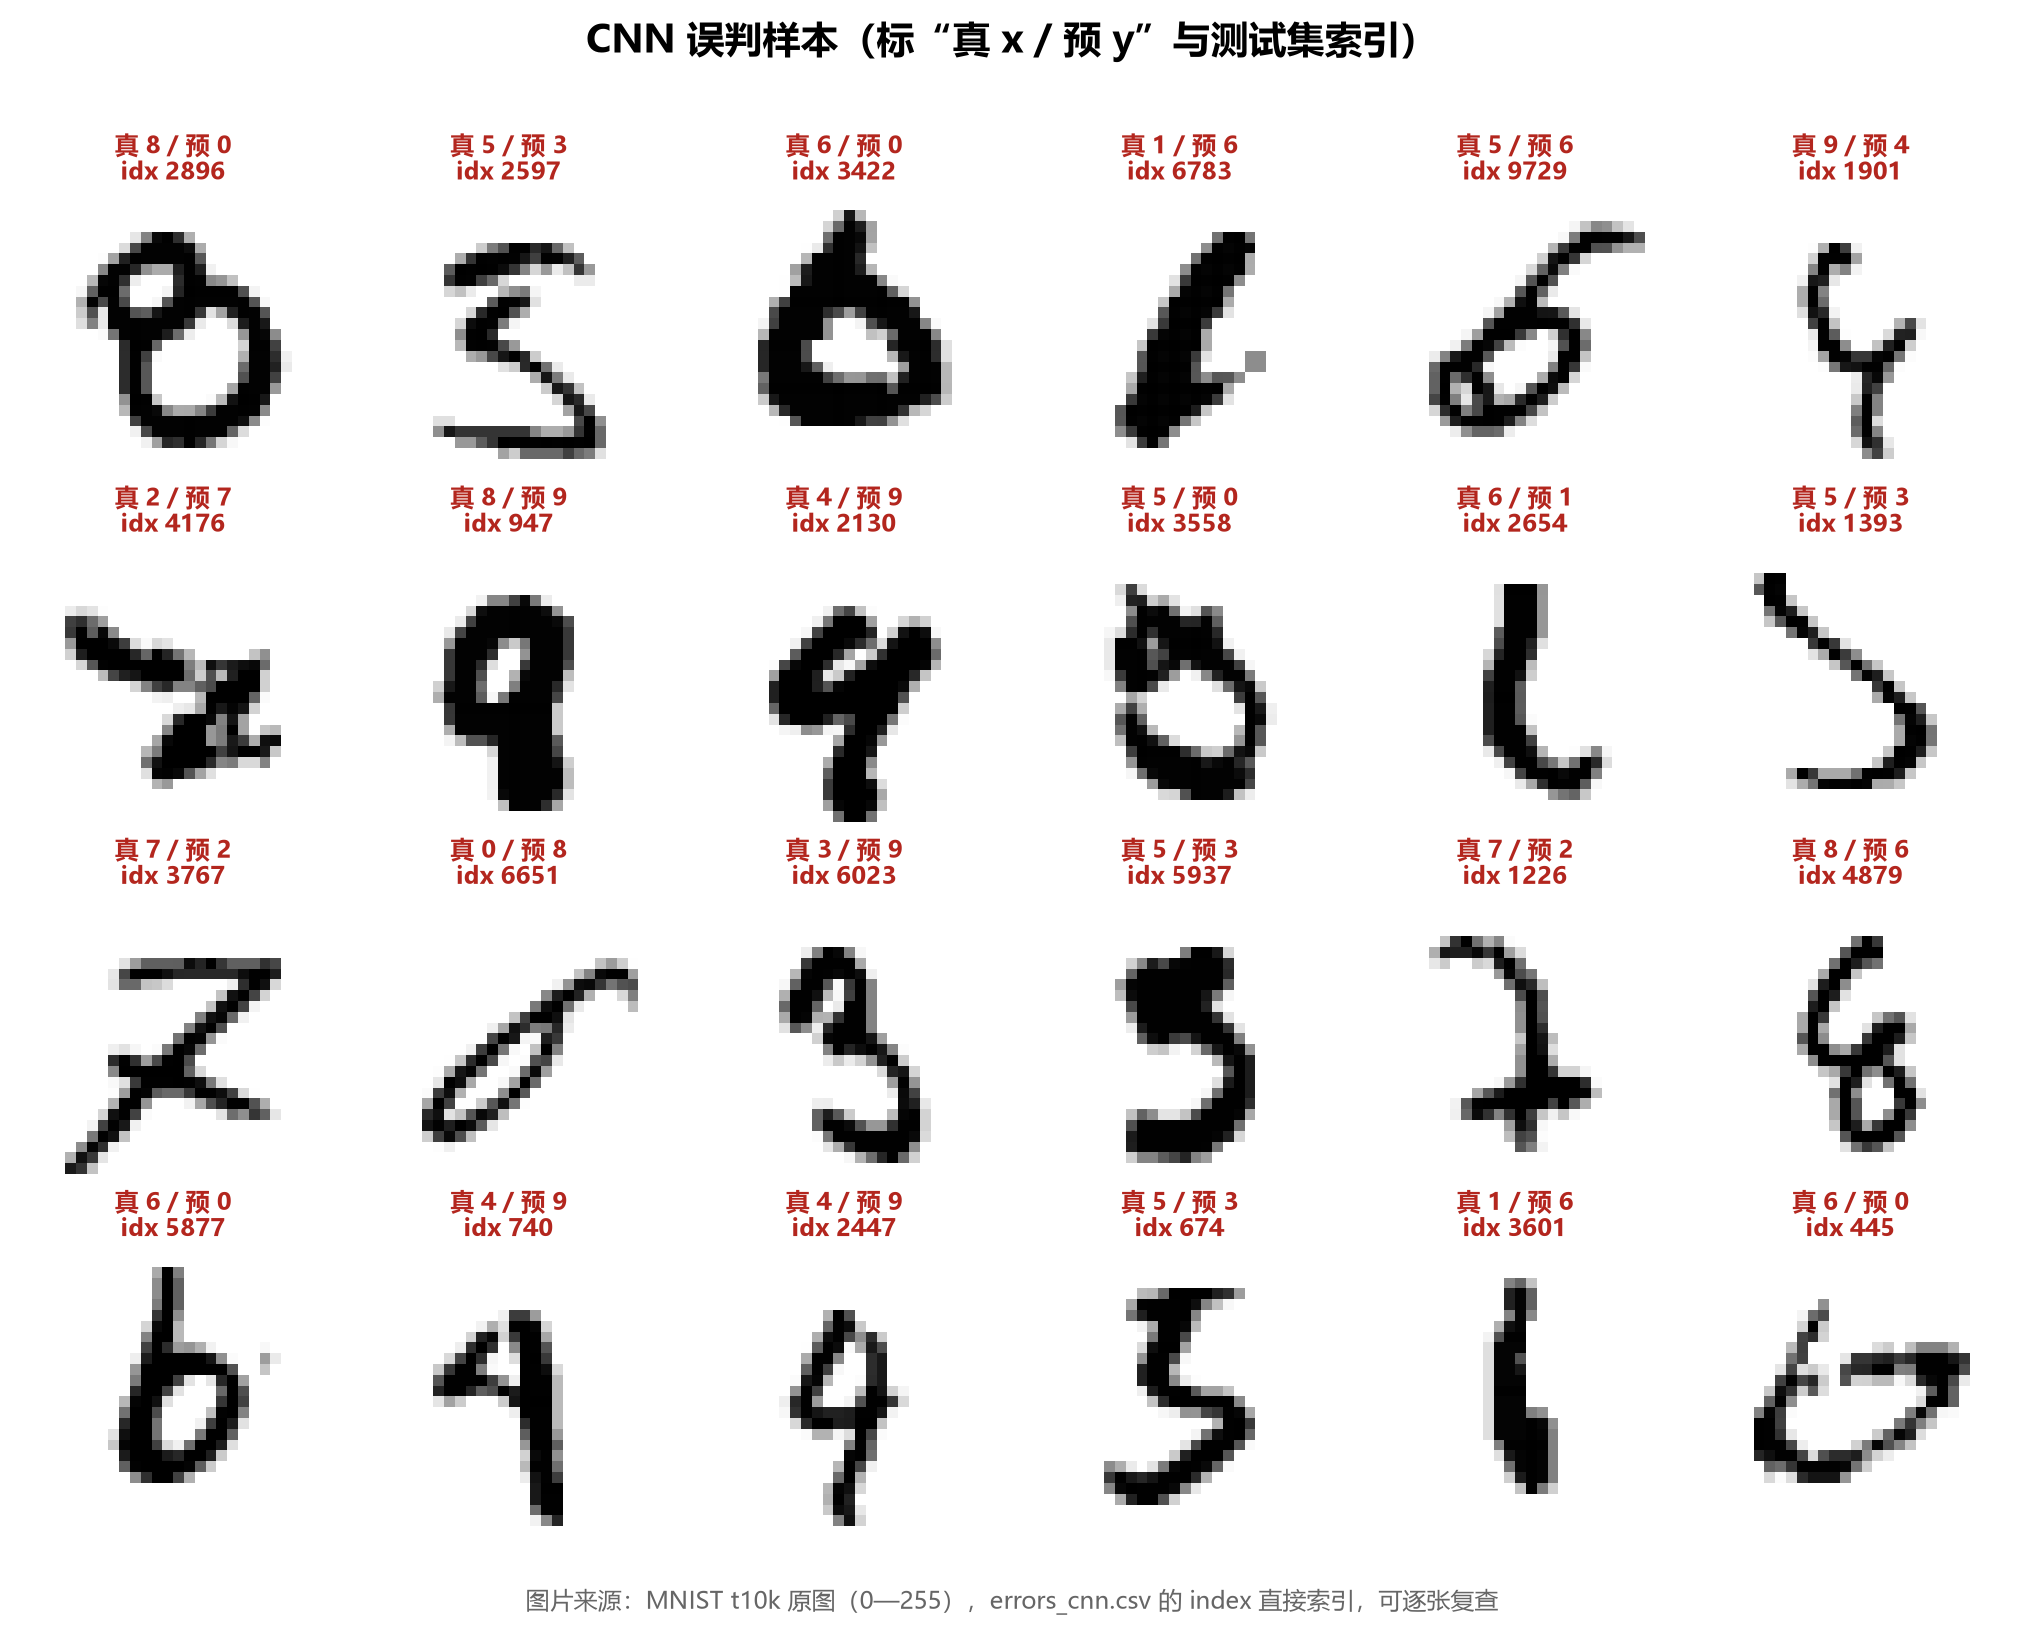 CNN 误判样本（标“真 x / 预 y”与测试集索引）
真 8 / 预 0
idx 2896
真 5 / 预 3
idx 2597
真 6 / 预 0
idx 3422
真 1 / 预 6
idx 6783
真 5 / 预 6
idx 9729
真 9 / 预 4
idx 1901
真 2 / 预 7
idx 4176
真 8 / 预 9
idx 947
真 4 / 预 9
idx 2130
真 5 / 预 0
idx 3558
真 6 / 预 1
idx 2654
真 5 / 预 3
idx 1393
真 7 / 预 2
idx 3767
真 0 / 预 8
idx 6651
真 3 / 预 9
idx 6023
真 5 / 预 3
idx 5937
真 7 / 预 2
idx 1226
真 8 / 预 6
idx 4879
真 6 / 预 0
idx 5877
真 4 / 预 9
idx 740
真 4 / 预 9
idx 2447
真 5 / 预 3
idx 674
真 1 / 预 6
idx 3601
真 6 / 预 0
idx 445
图片来源：MNIST t10k 原图（0—255），errors_cnn.csv 的 index 直接索引，可逐张复查